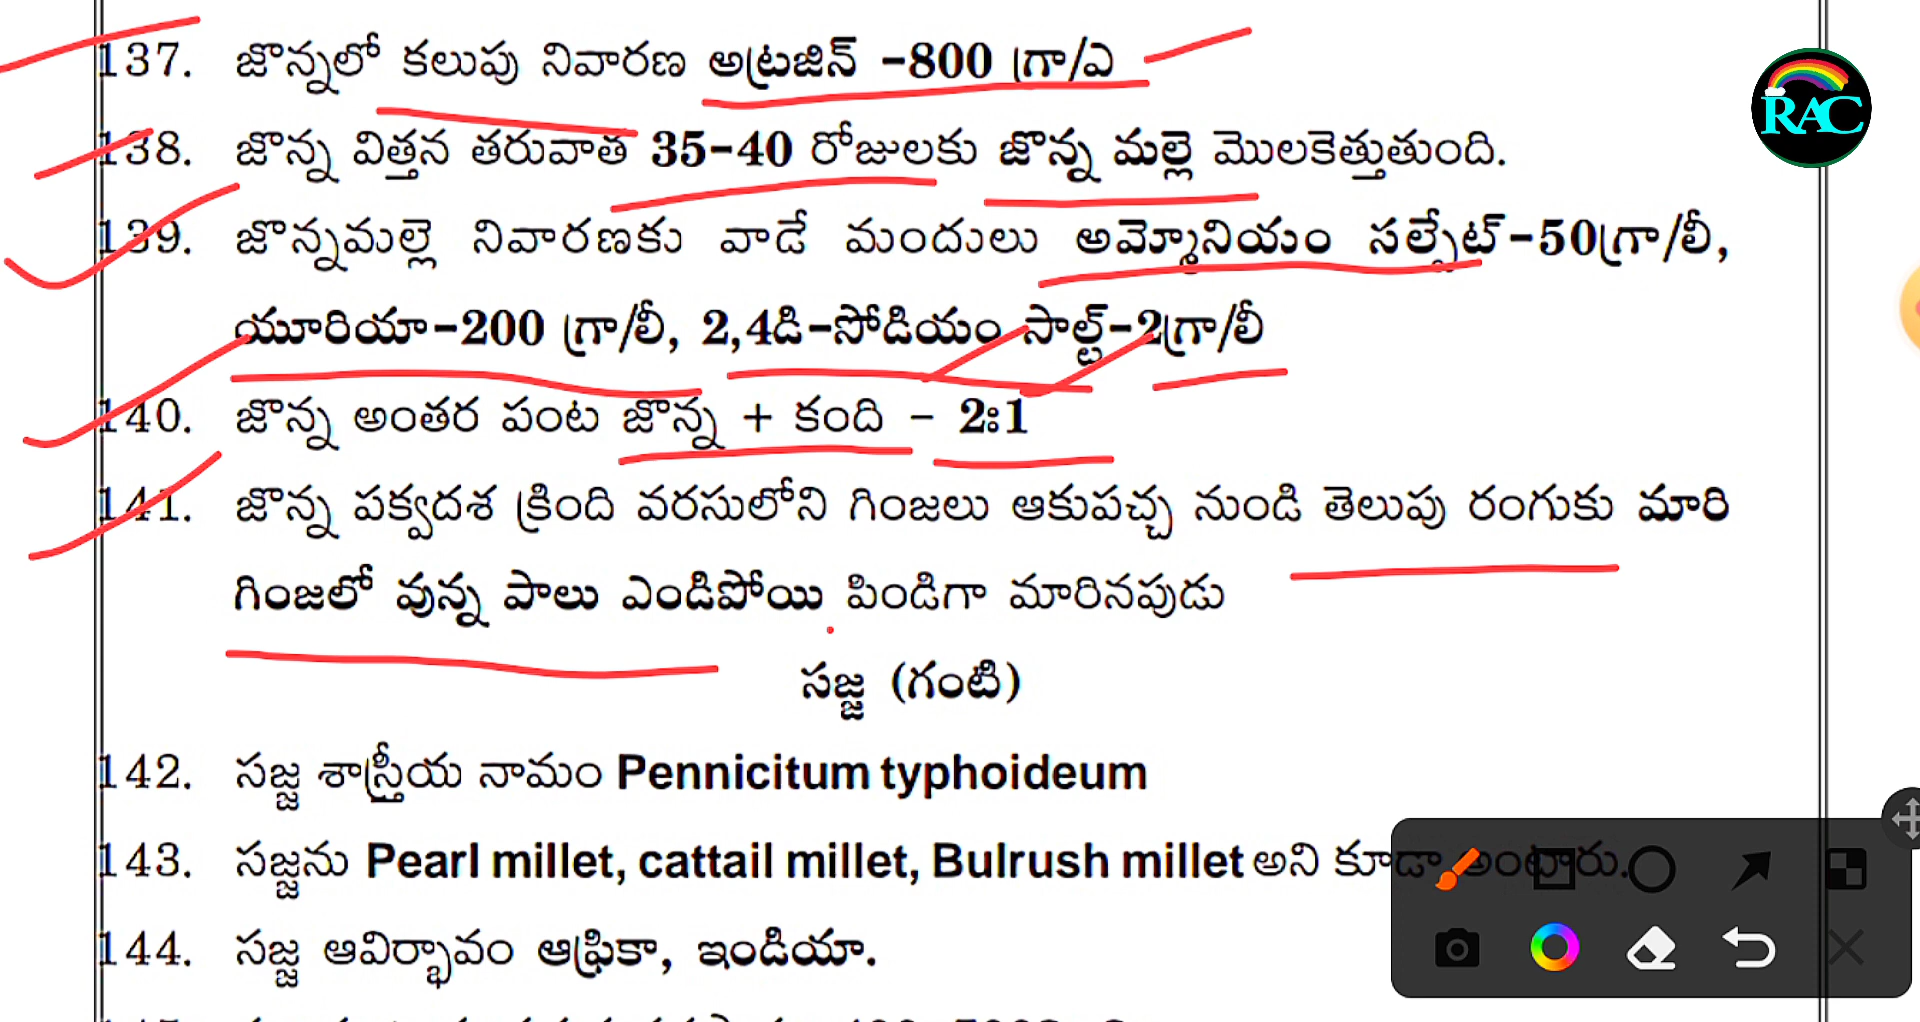 137. జొన్నలో కలుపు నివారణ అట్రజిన్ -800 గ్రా/ఏ
RAC
138. జొన్న విత్తన తరువాత 35-40 రోజులకు జొన్న మల్లె మొలకెత్తుతుంది.
139. జొన్నమల్లె నివారణకు వాడే మందులు అమ్మోనియం సల్ఫేట్-50గ్రా/లీ,
యూరియా-200 గ్రా/లీ, 2,4డి-సోడియం సాల్ట్-2గ్రా/లీ
140. జొన్న అంతర పంట జొన్న + కంది - 2ః1
141. జొన్న పక్వదశ క్రింది వరసులోని గింజలు ఆకుపచ్చ నుండి తెలుపు రంగుకు మారి
గింజలో వున్న పాలు ఎండిపోయి పిండిగా మారినపుడు
సజ్జ (గంటి)
142. సజ్జ శాస్త్రీయ నామం Pennicitum typhoideum
143. సజ్జను Pearl millet, cattail millet, Bulrush millet అని కూడా అంటారు.
144. సజ్జ ఆవిర్భావం ఆఫ్రికా, ఇండియా.